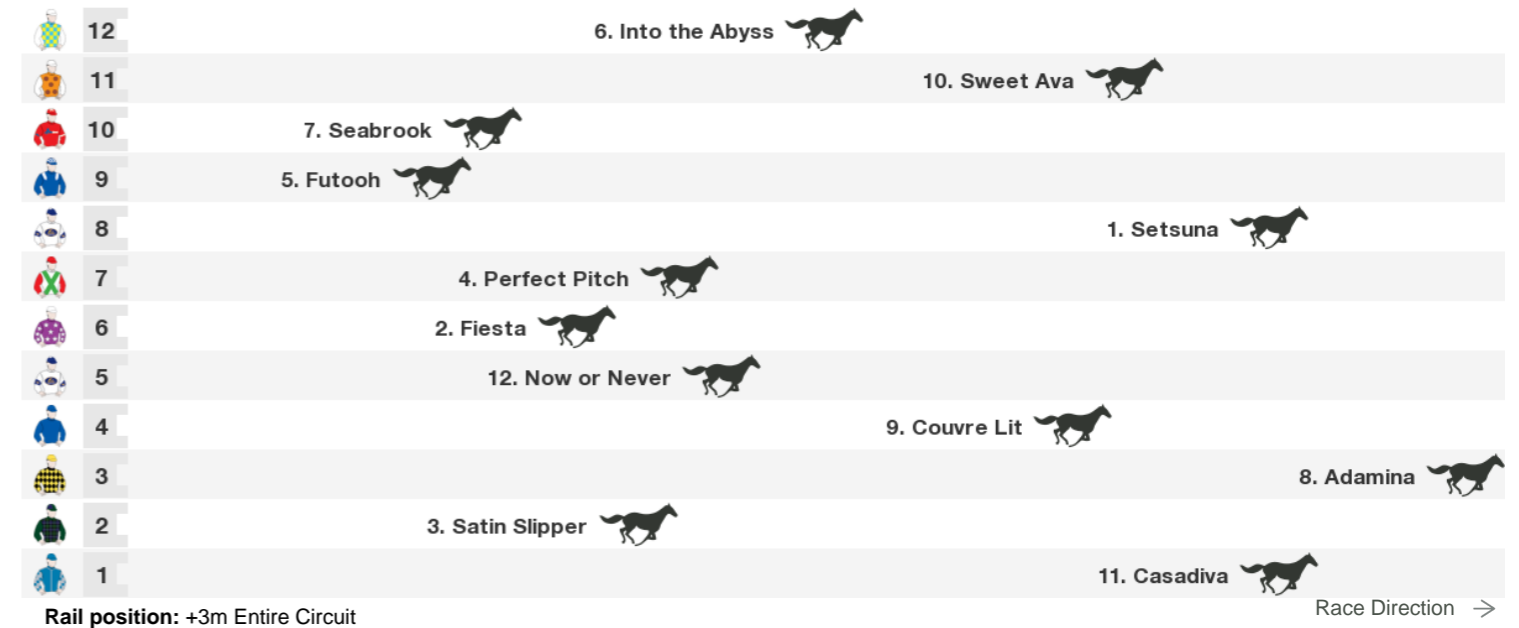 12 6. Into the Abyss
11 10. Sweet Ava
10 7. Seabrook
9 5. Futooh
8 1. Setsuna
7 4. Perfect Pitch
6 2. Fiesta
5 12. Now or Never
4 9. Couvre Lit
3 8. Adamina
2 3. Satin Slipper
1 11. Casadiva
Rail position: +3m Entire Circuit
Race Direction →